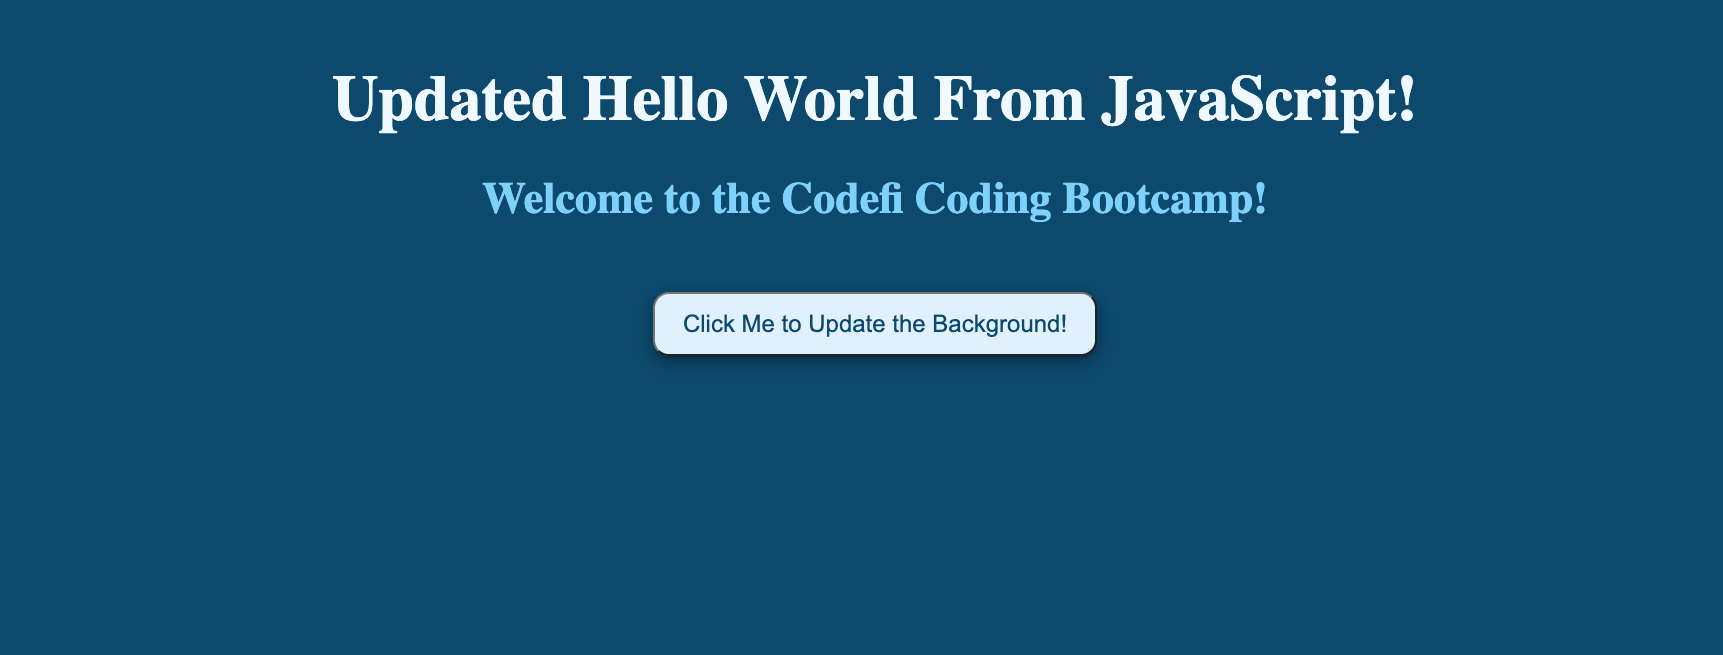 Updated Hello World From JavaScript!
Welcome to the Codefi Coding Bootcamp!
Click Me to Update the Background!